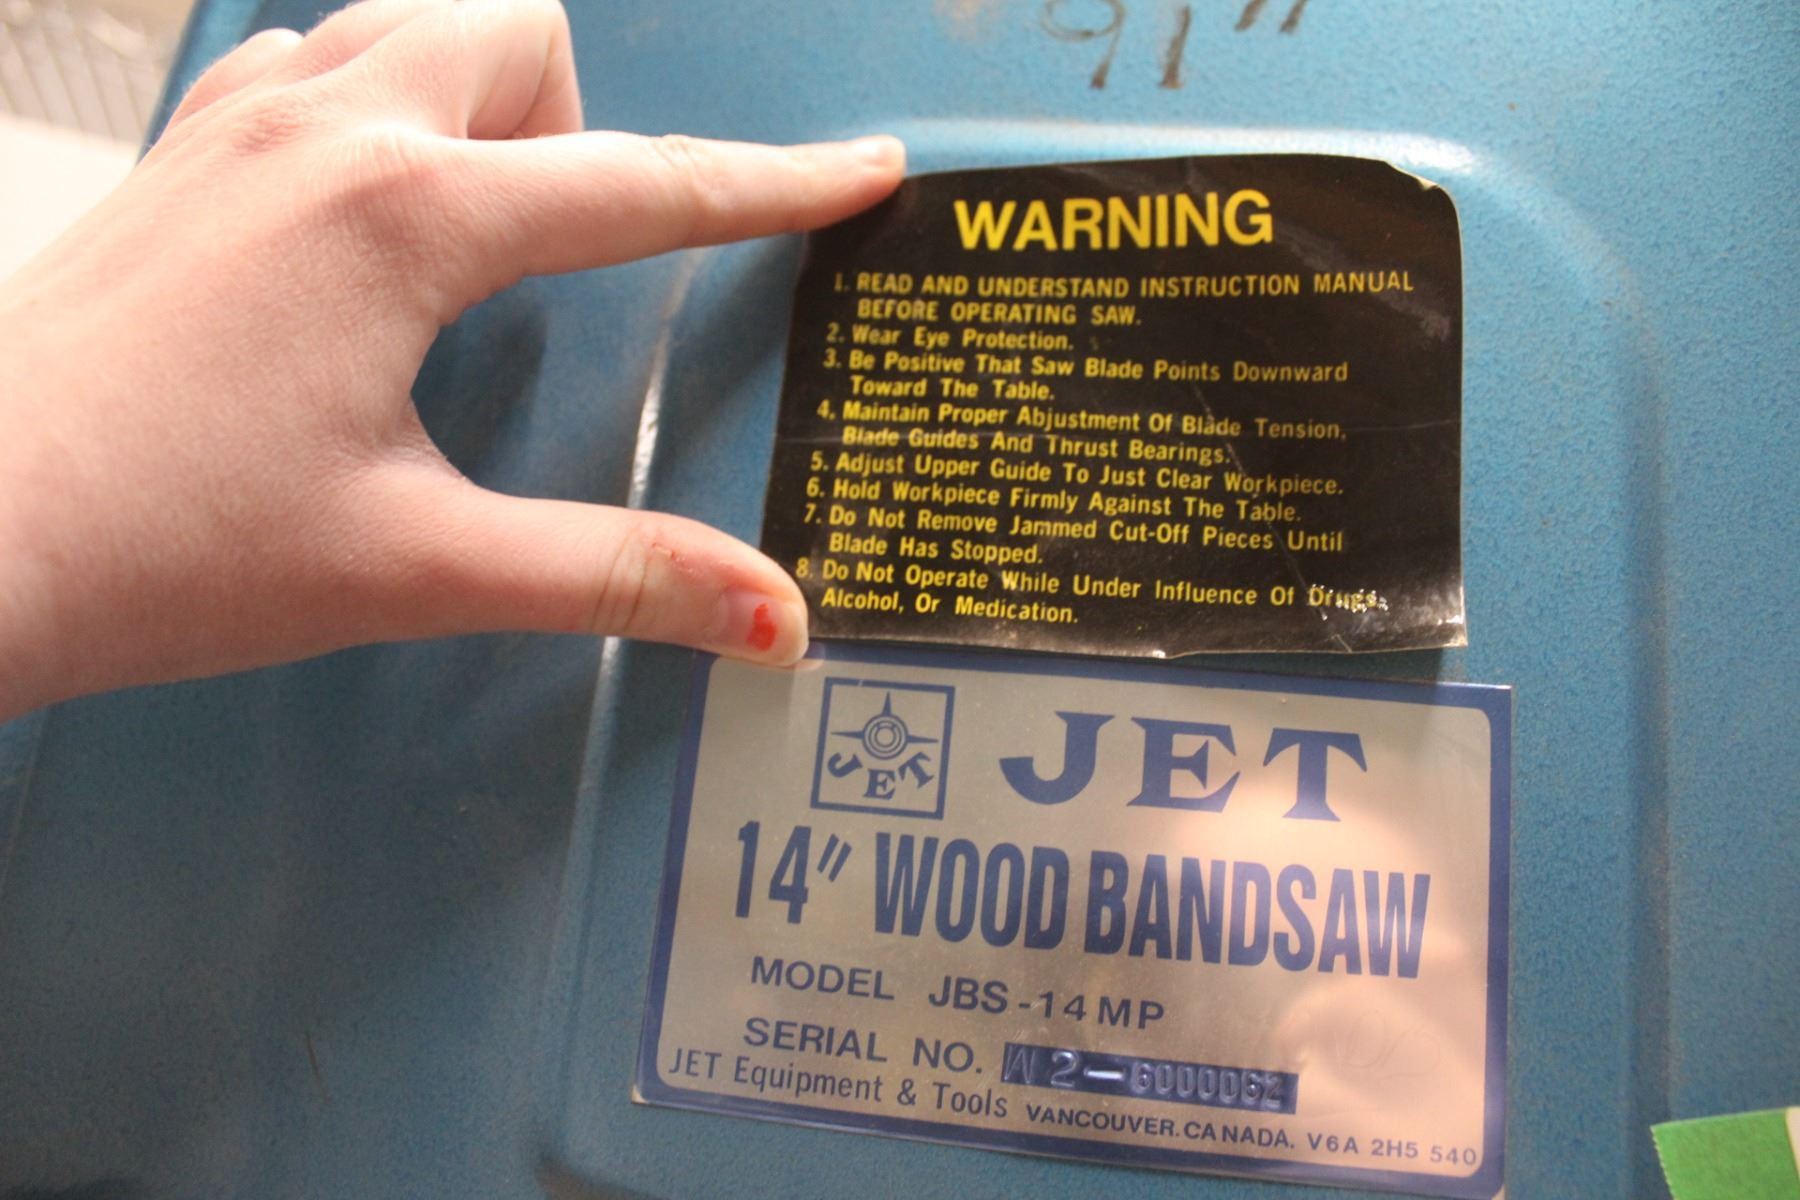 91"
WARNING
1. READ AND UNDERSTAND INSTRUCTION MANUAL
BEFORE OPERATING SAW.
2. Wear Eye Protection.
3. Be Positive That Saw Blade Points Downward
Toward The Table.
4. Maintain Proper Abjustment Of Blade Tension,
Blade Guides And Thrust Bearings.
5. Adjust Upper Guide To Just Clear Workpiece.
6. Hold Workpiece Firmly Against The Table.
7. Do Not Remove Jammed Cut-Off Pieces Until
Blade Has Stopped.
8. Do Not Operate While Under Influence Of Drugs,
Alcohol, Or Medication.
JET
JET
14" WOOD BANDSAW
MODEL JBS-14MP
SERIAL NO. W2-6000062
JET Equipment & Tools VANCOUVER. CANADA. V6A 2H5 540